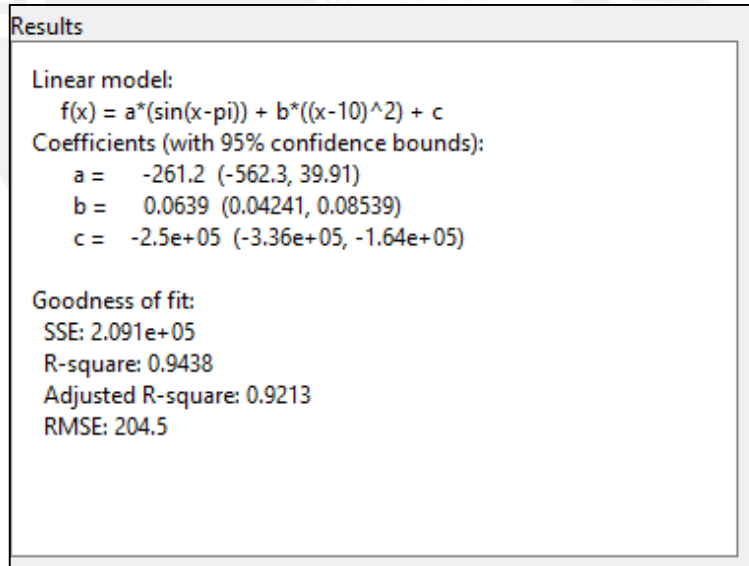 Results
Linear model:
f(x) = a*(sin(x-pi)) + b*((x-10)^2) + c
Coefficients (with 95% confidence bounds):
a = -261.2 (-562.3, 39.91)
b = 0.0639 (0.04241, 0.08539)
c = -2.5e+05 (-3.36e+05, -1.64e+05)
Goodness of fit:
SSE: 2.091e+05
R-square: 0.9438
Adjusted R-square: 0.9213
RMSE: 204.5